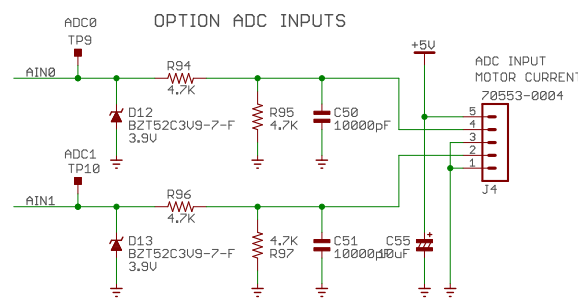 OPTION ADC INPUTS
ADC0
TP9
AIN0
R94
4.7K
D12
BZT52C3V9-7-F
3.9V
R95
4.7K
C50
10000pF
+5V
ADC INPUT
MOTOR CURRENT
70553-0004
5
4
3
2
1
J4
ADC1
TP10
AIN1
R96
4.7K
D13
BZT52C3V9-7-F
3.9V
4.7K
R97
C51
10000pF
C55
+
10uF